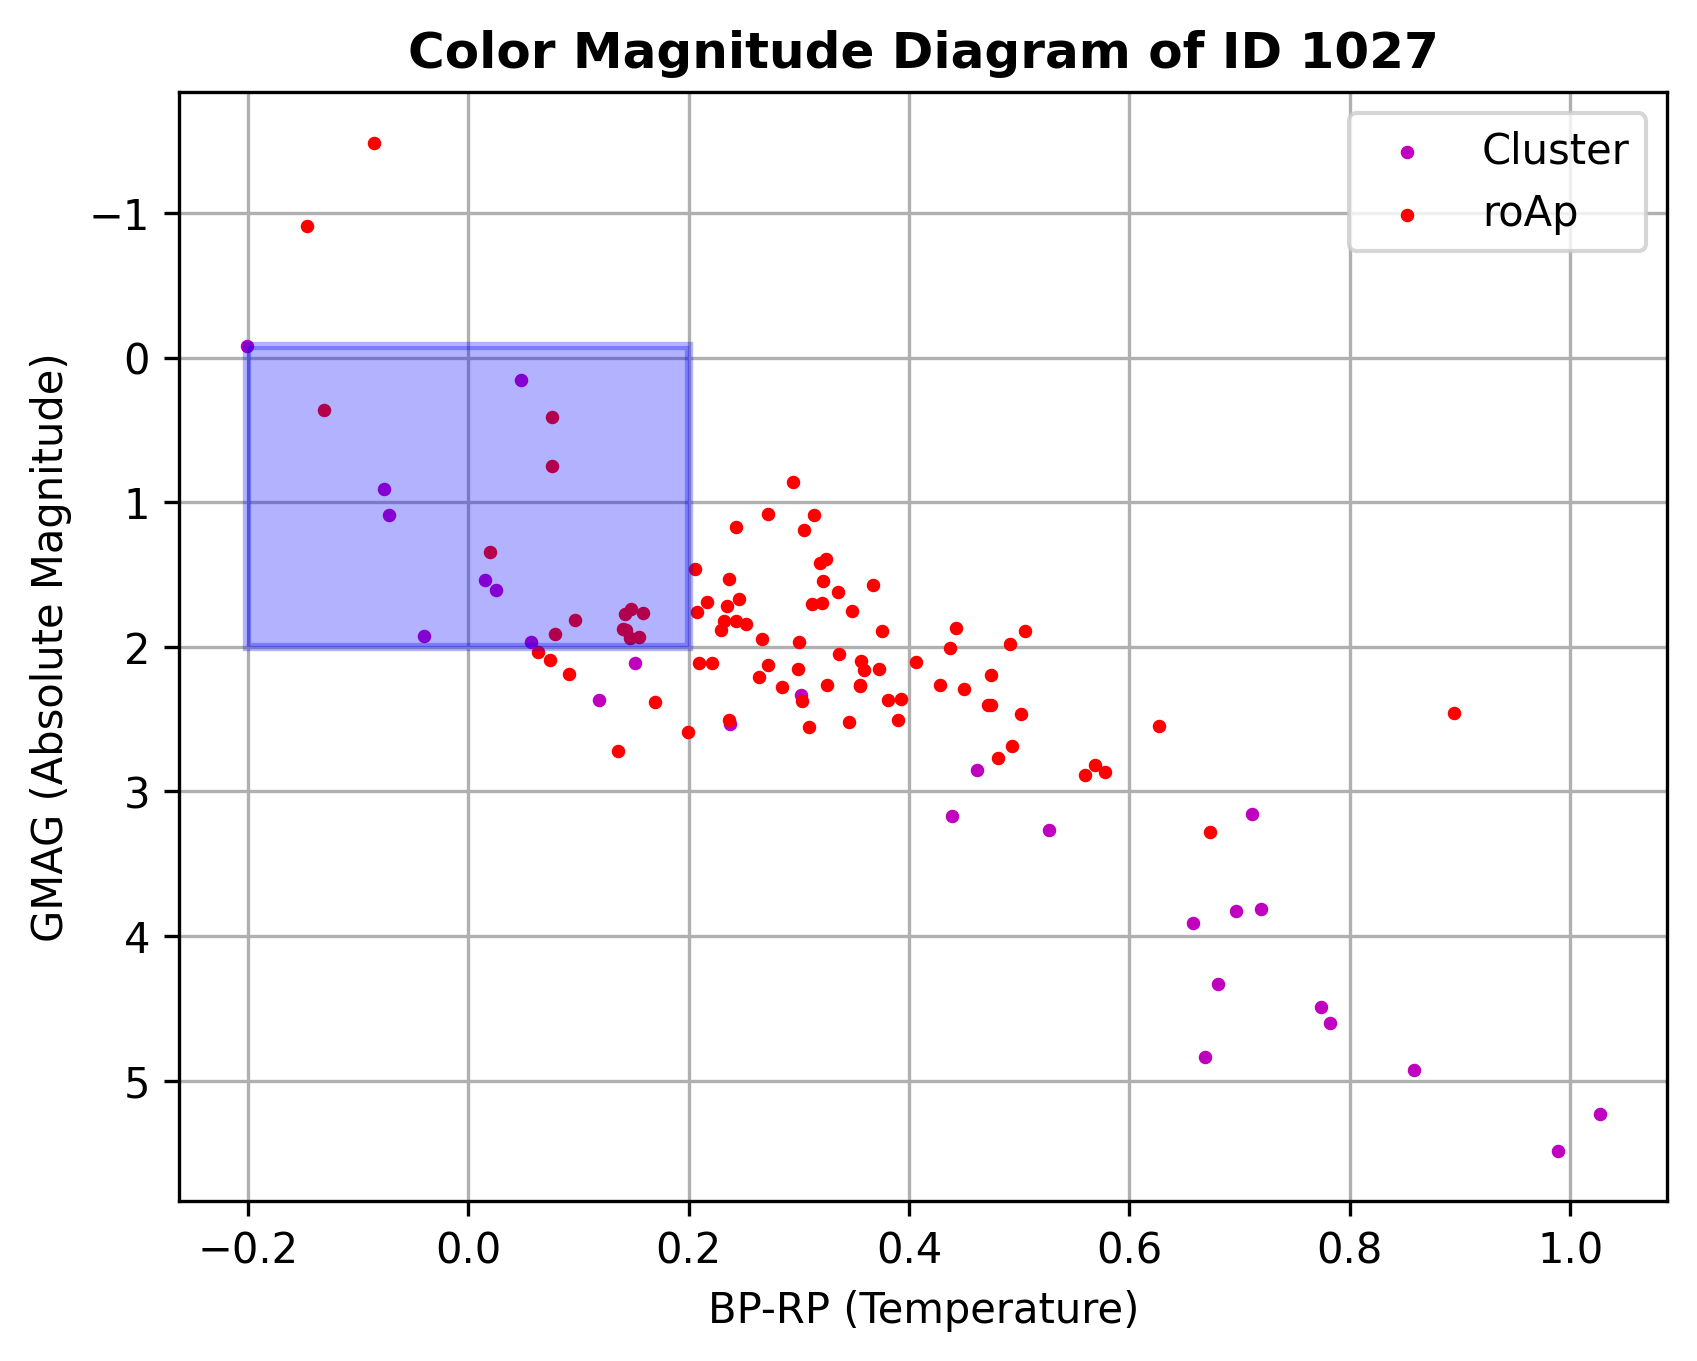 Color Magnitude Diagram of ID 1027
Cluster
roAp
GMAG (Absolute Magnitude)
−1
0
1
2
3
4
5
−0.2 0.0 0.2 0.4 0.6 0.8 1.0
BP-RP (Temperature)